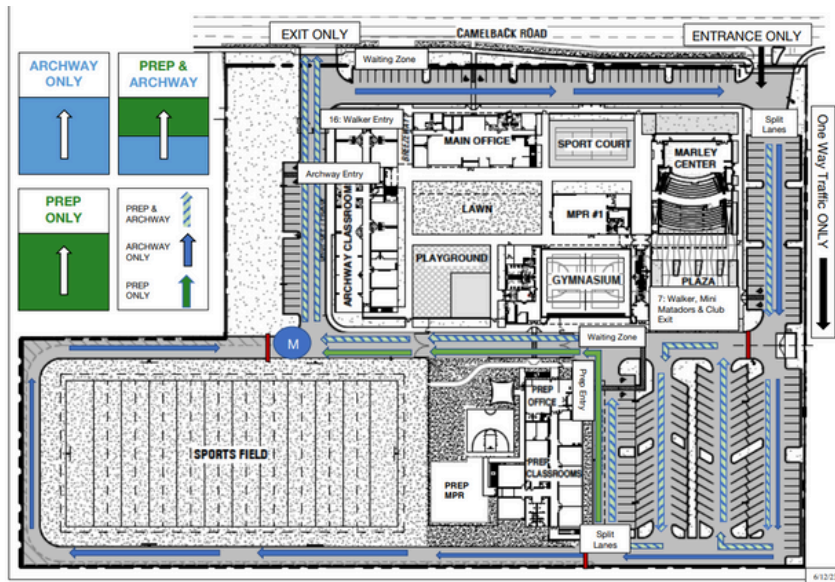 EXIT ONLY
CAMELBACK ROAD
ENTRANCE ONLY
Waiting Zone
ARCHWAY
ONLY
PREP &
ARCHWAY
16: Walker Entry
BREEZEWAY
MAIN OFFICE
SPORT COURT
MARLEY
CENTER
Split
Lanes
One Way Traffic ONLY
Archway Entry
PREP
ONLY
PREP &
ARCHWAY
ARCHWAY
ONLY
PREP
ONLY
ARCHWAY CLASSROOM
LAWN
MPR #1
PLAYGROUND
GYMNASIUM
PLAZA
7: Walker, Mini
Matadors & Club
Exit
M
Waiting Zone
Prep Entry
PREP
OFFICE
SPORTS FIELD
PREP
CLASSROOMS
PREP
MPR
Split
Lanes